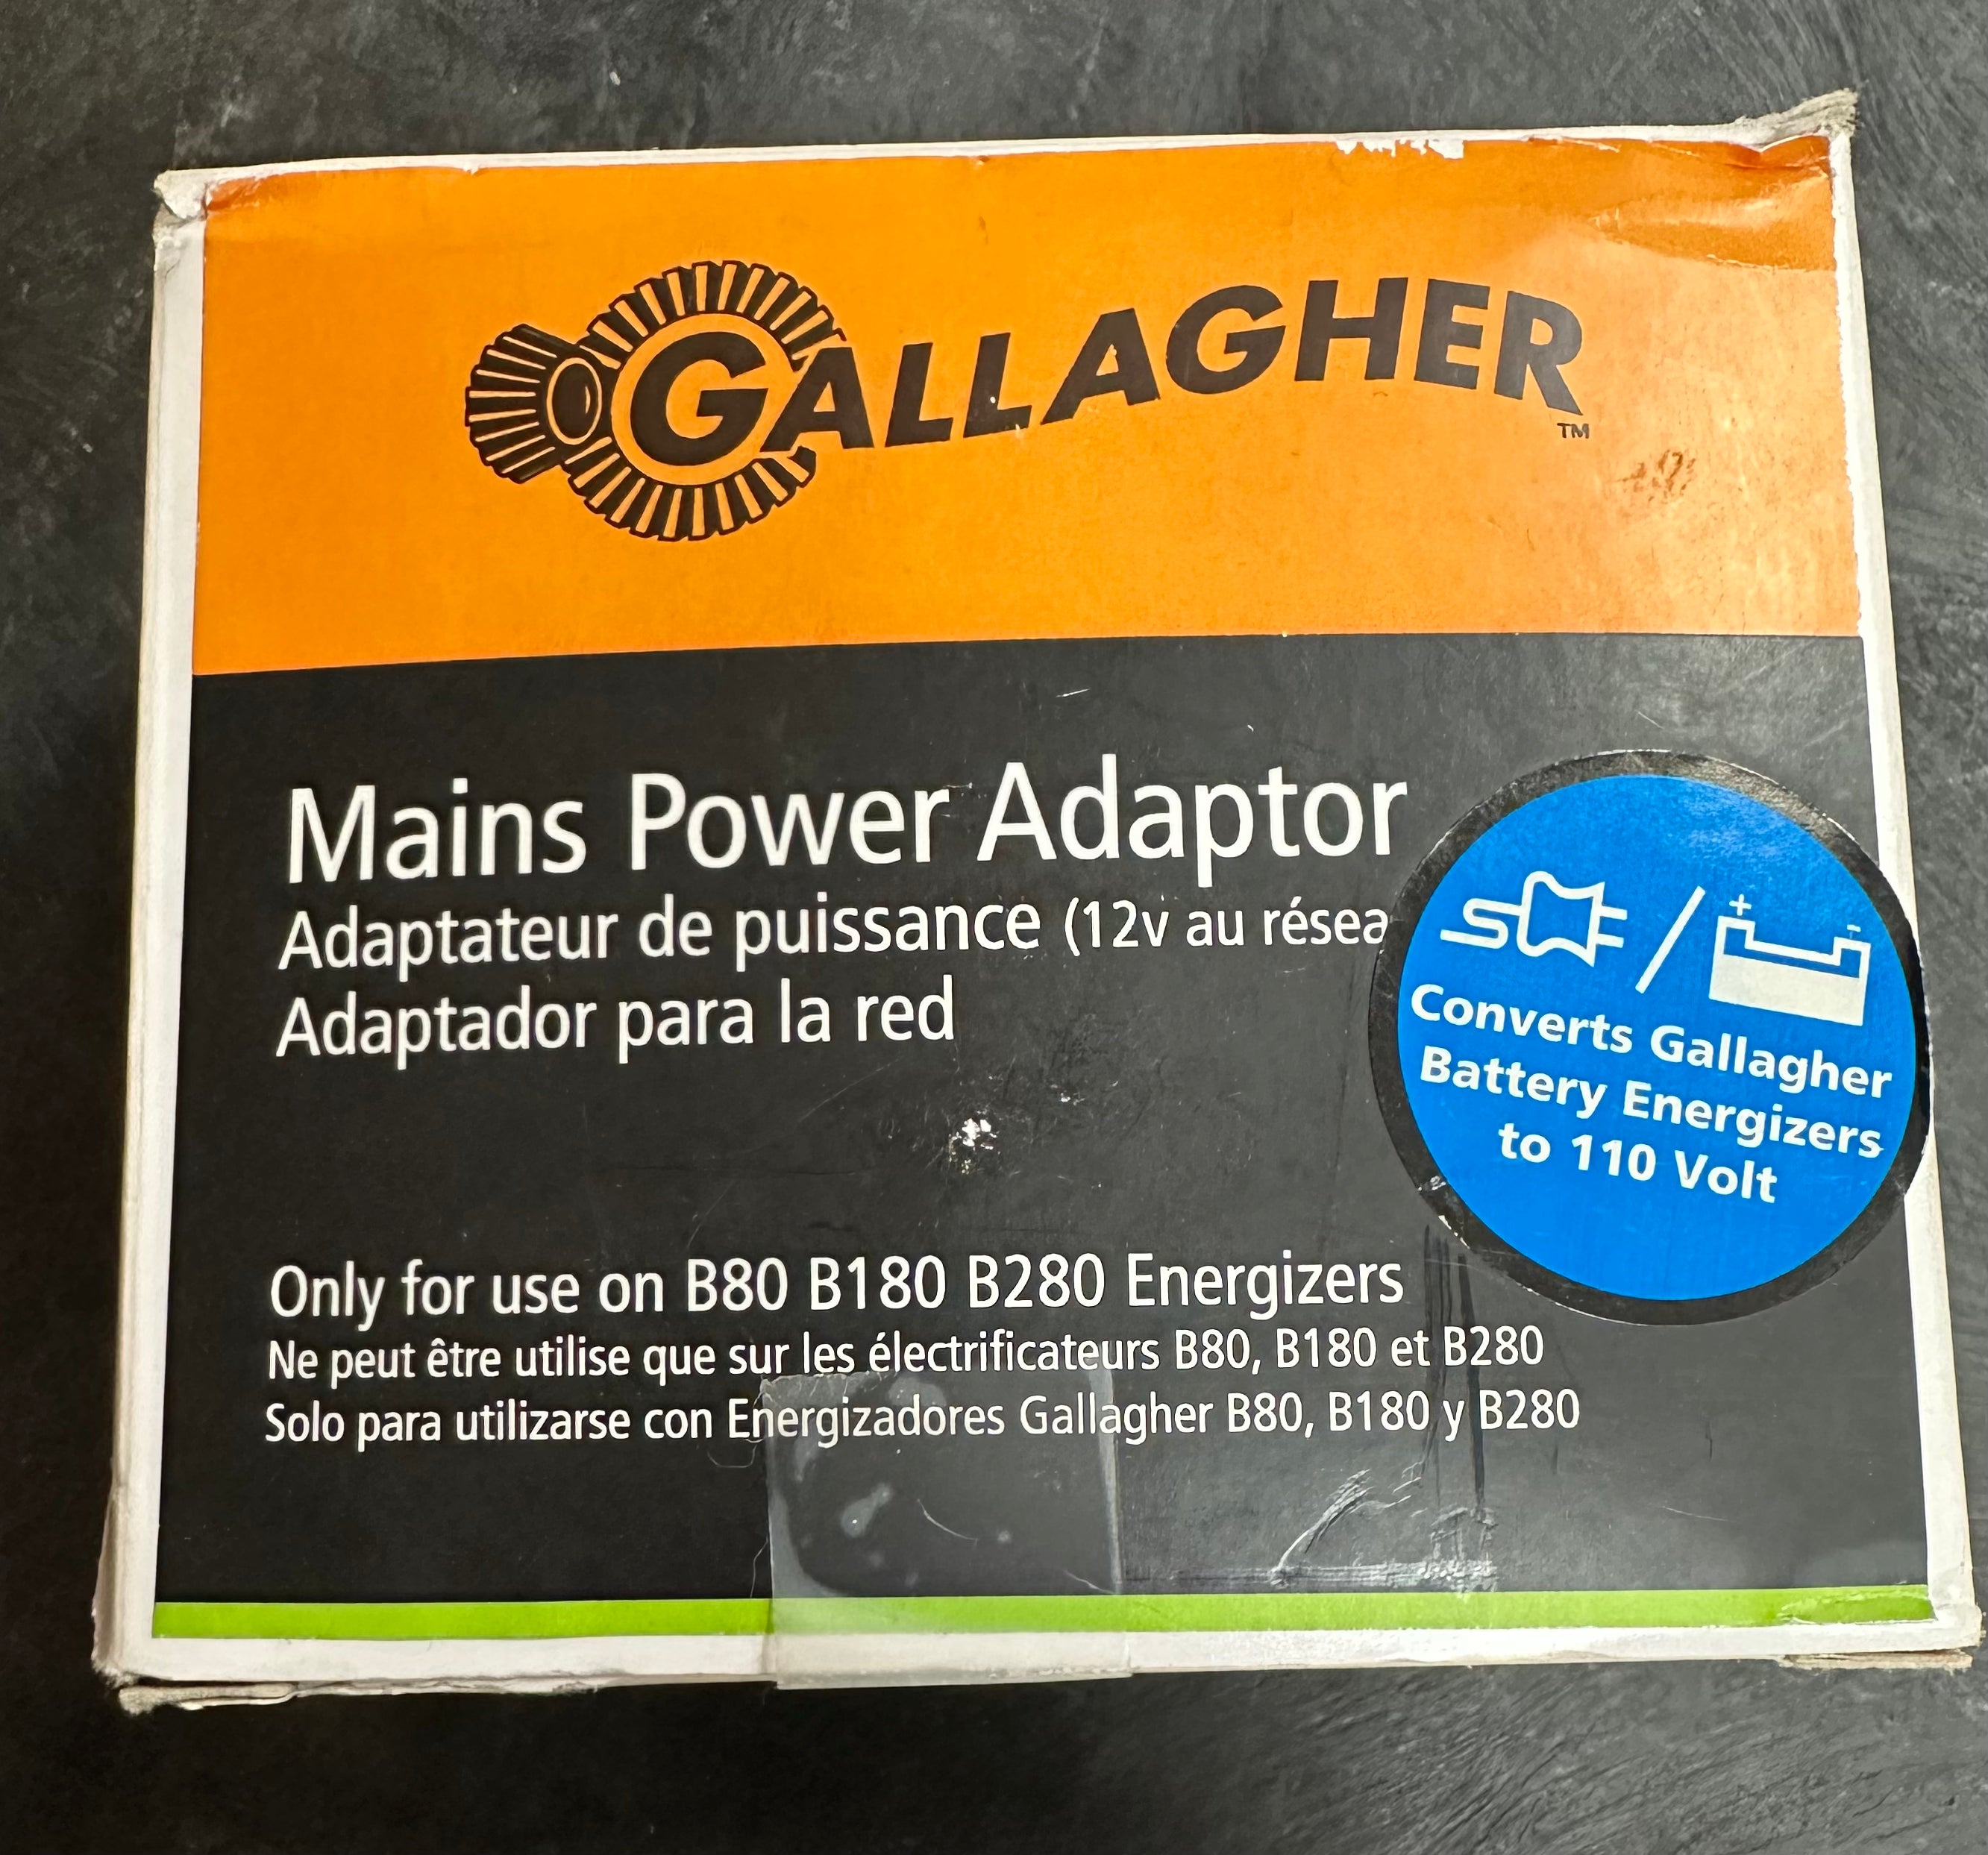 GALLAGHER
TM
Mains Power Adaptor
Adaptateur de puissance (12v au résea
Adaptador para la red
+ -
Converts Gallagher
Battery Energizers
to 110 Volt
Only for use on B80 B180 B280 Energizers
Ne peut être utilise que sur les électrificateurs B80, B180 et B280
Solo para utilizarse con Energizadores Gallagher B80, B180 y B280